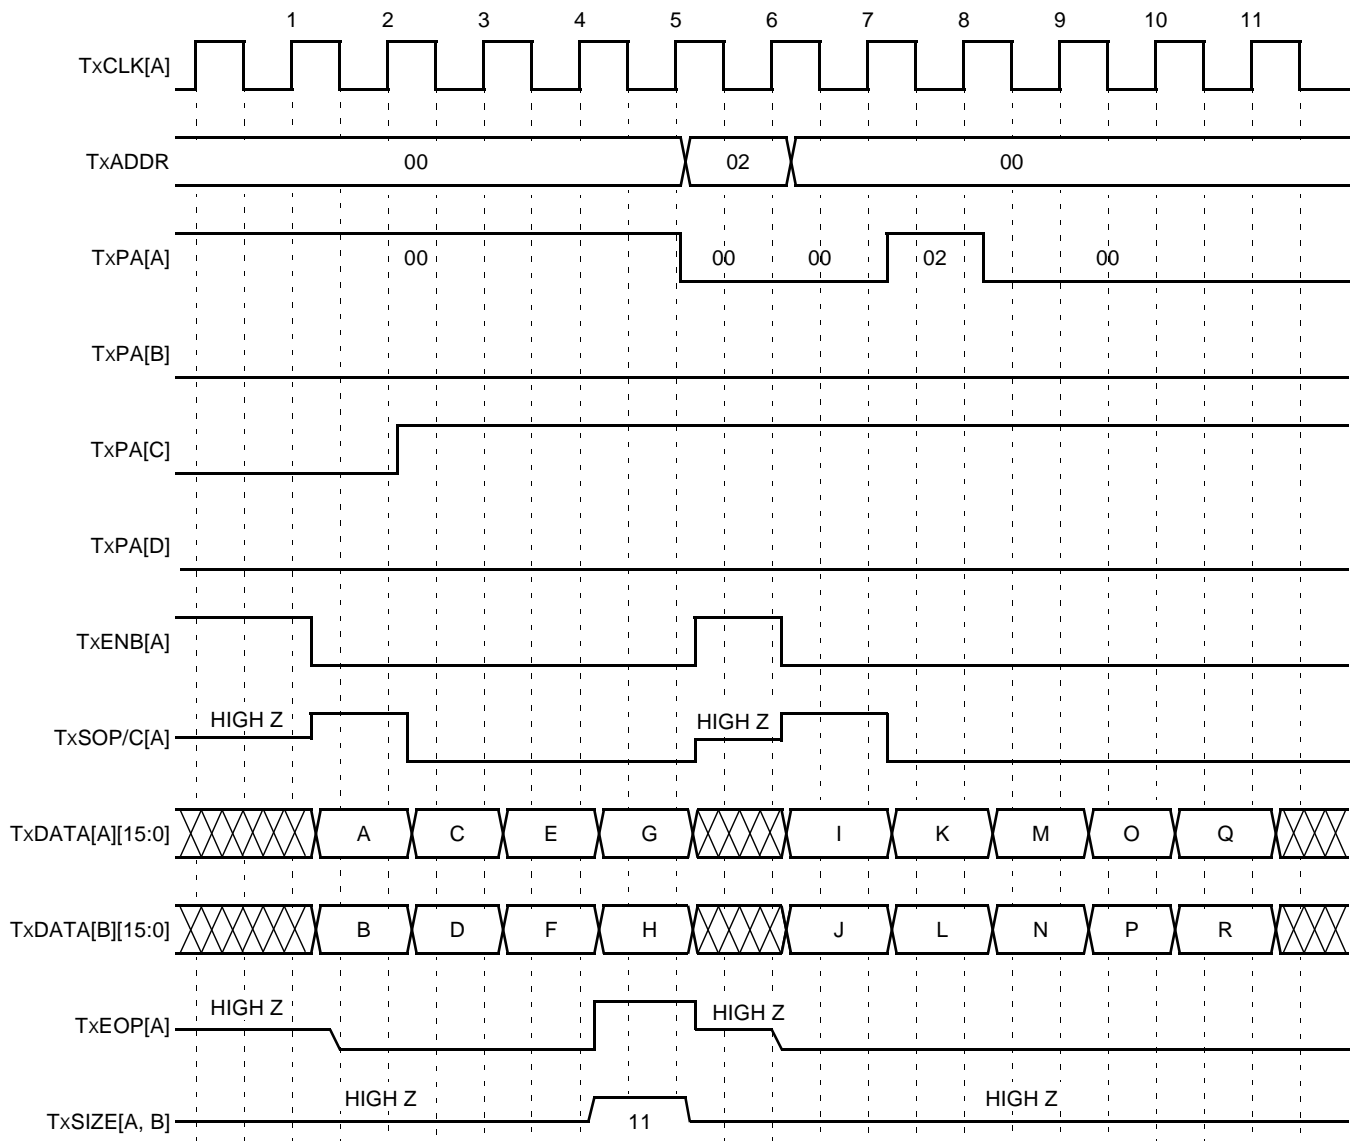 1 2 3 4 5 6 7 8 9 10 11
TxCLK[A]
TxADDR 00 02 00
TxPA[A] 00 00 00 02 00
TxPA[B]
TxPA[C]
TxPA[D]
TxENB[A]
TxSOP/C[A] HIGH Z HIGH Z
TxDATA[A][15:0] A C E G I K M O Q
TxDATA[B][15:0] B D F H J L N P R
TxEOP[A] HIGH Z HIGH Z
TxSIZE[A, B] HIGH Z 11 HIGH Z